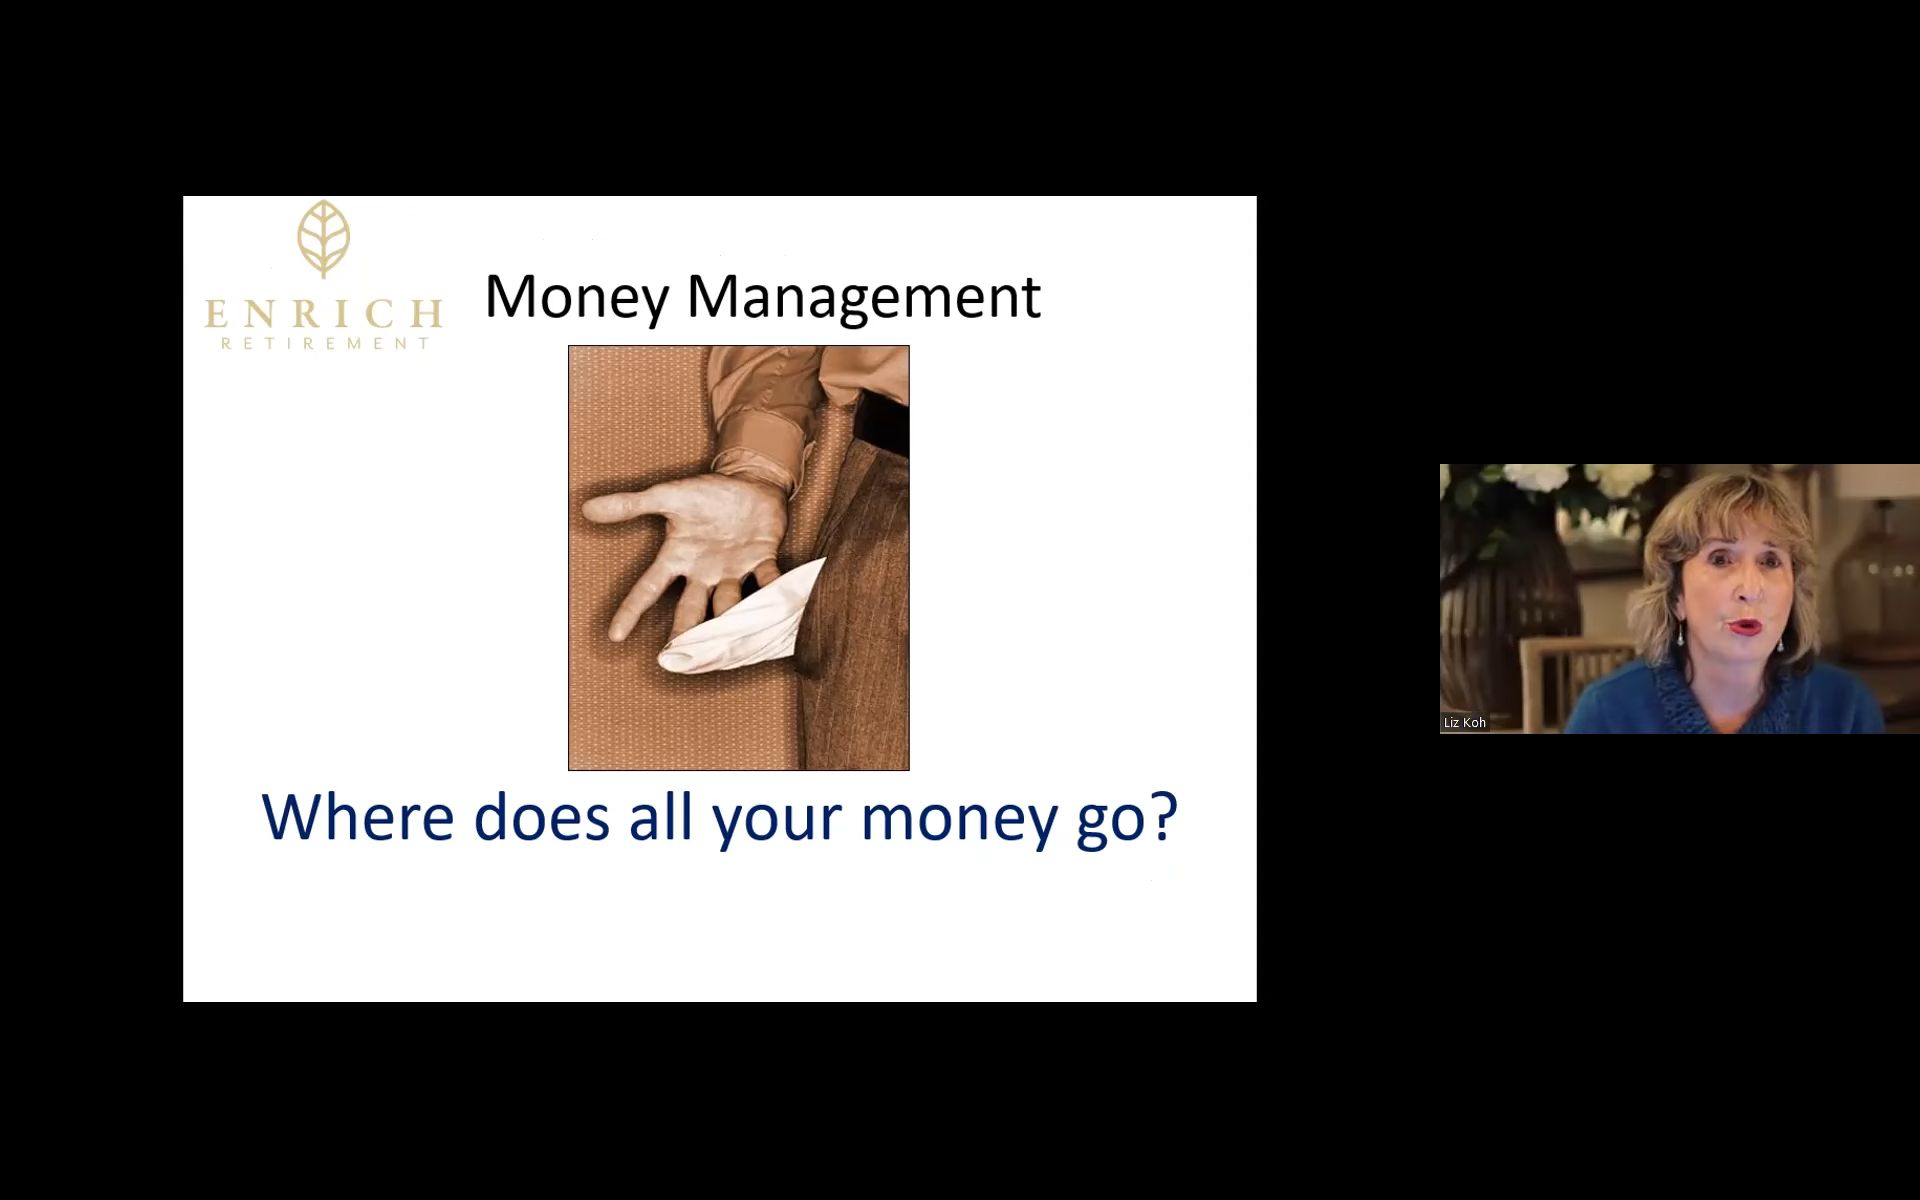 ENRICH
RETIREMENT
Money Management
Where does all your money go?
Liz Koh